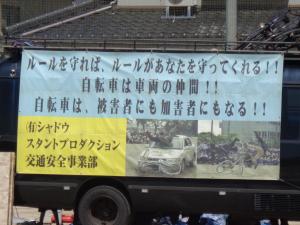 ルールを守れば、ルールがあなたを守ってくれる!!
自転車は車両の仲間!!
自転車は、被害者にも加害者にもなる!!
㈲シャドウ
スタントプロダクション
交通安全事業部